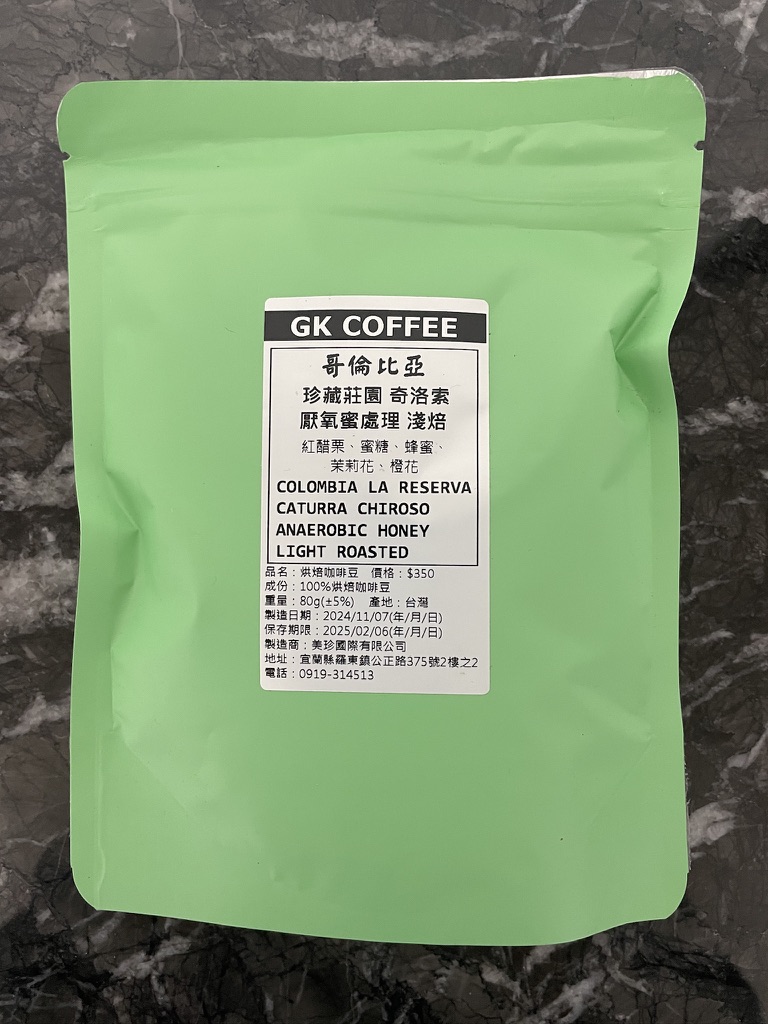 GK COFFEE
哥倫比亞
珍藏莊園 奇洛索
厭氧蜜處理 淺焙
紅醋栗、蜜糖、蜂蜜、
茉莉花、橙花
COLOMBIA LA RESERVA
CATURRA CHIROSO
ANAEROBIC HONEY
LIGHT ROASTED
品名：烘焙咖啡豆 價格：$350
成份：100%烘焙咖啡豆
重量：80g(±5%) 產地：台灣
製造日期：2024/11/07(年/月/日)
保存期限：2025/02/06(年/月/日)
製造商：美珍國際有限公司
地址：宜蘭縣羅東鎮公正路375號2樓之2
電話：0919-314513